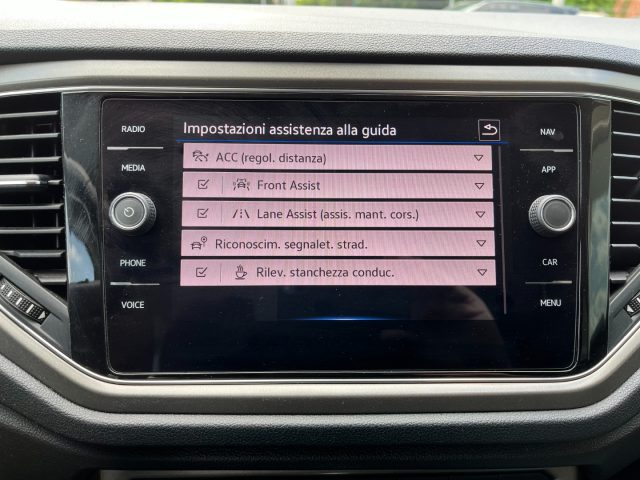 Impostazioni assistenza alla guida
ACC (regol. distanza)
Front Assist
Lane Assist (assis. mant. cors.)
Riconoscim. segnalet. strad.
Rilev. stanchezza conduc.
RADIO
MEDIA
PHONE
VOICE
NAV
APP
CAR
MENU